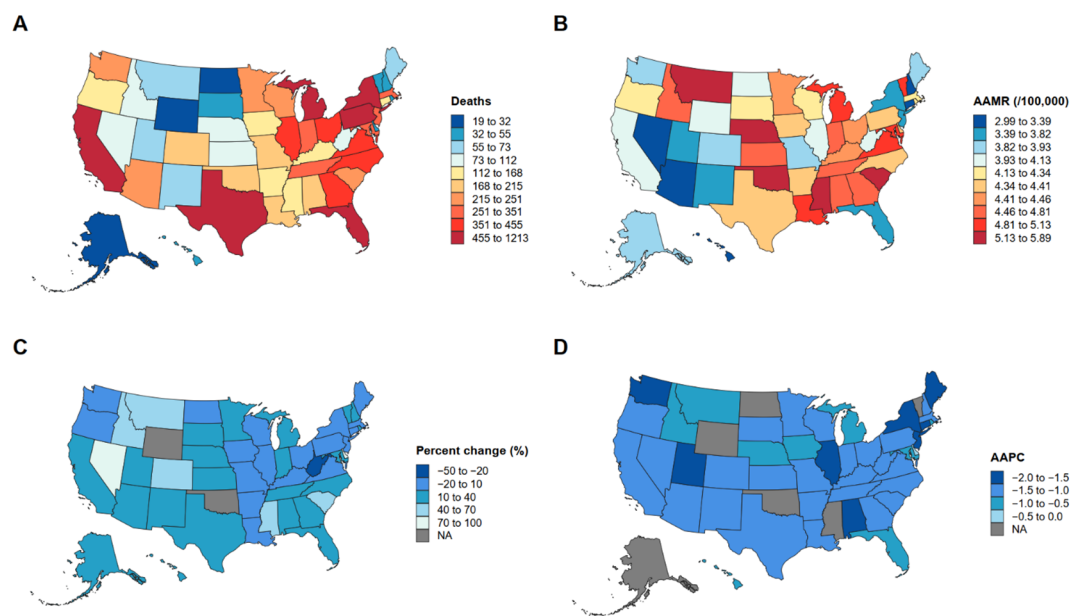 A
Deaths
19 to 32
32 to 55
55 to 73
73 to 112
112 to 168
168 to 215
215 to 251
251 to 351
351 to 455
455 to 1213
B
AAMR (/100,000)
2.99 to 3.39
3.39 to 3.82
3.82 to 3.93
3.93 to 4.13
4.13 to 4.34
4.34 to 4.41
4.41 to 4.46
4.46 to 4.81
4.81 to 5.13
5.13 to 5.89
C
Percent change (%)
−50 to −20
−20 to 10
10 to 40
40 to 70
70 to 100
NA
D
AAPC
−2.0 to −1.5
−1.5 to −1.0
−1.0 to −0.5
−0.5 to 0.0
NA